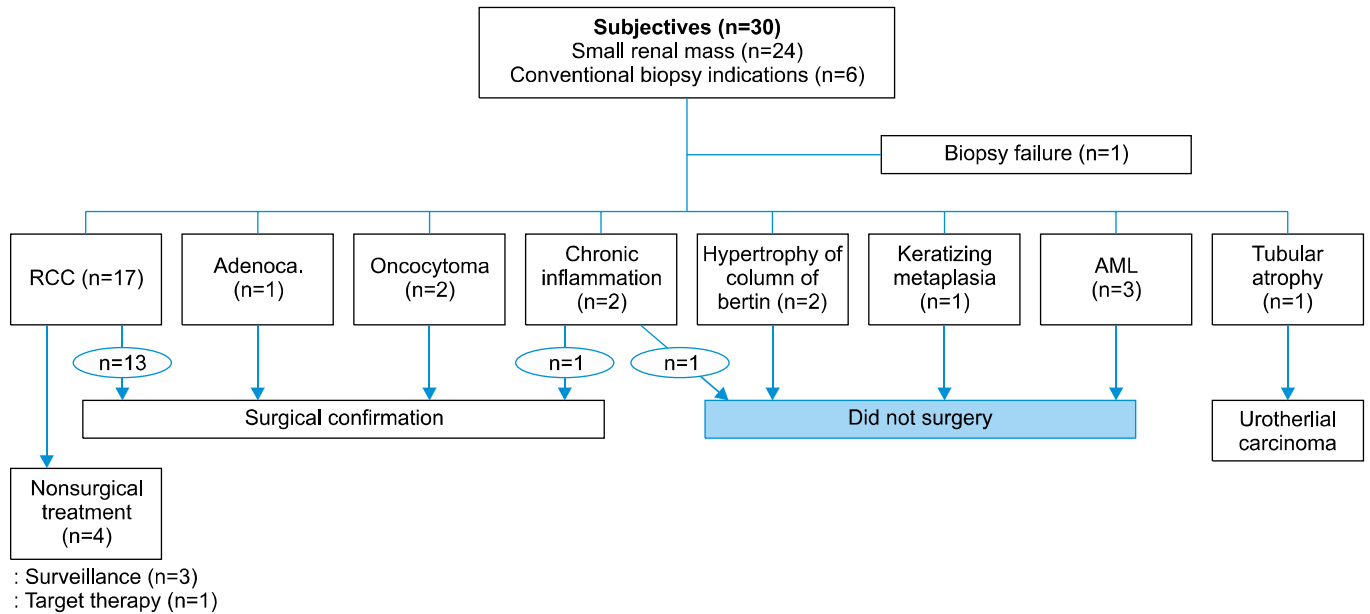 Subjectives (n=30)
Small renal mass (n=24)
Conventional biopsy indications (n=6)
Biopsy failure (n=1)
RCC (n=17)
Adenoca.
(n=1)
Oncocytoma
(n=2)
Chronic
inflammation
(n=2)
Hypertrophy of
column of
bertin (n=2)
Keratizing
metaplasia
(n=1)
AML
(n=3)
Tubular
atrophy
(n=1)
n=13
n=1
n=1
Surgical confirmation
Did not surgery
Urotherlial
carcinoma
Nonsurgical
treatment
(n=4)
: Surveillance (n=3)
: Target therapy (n=1)